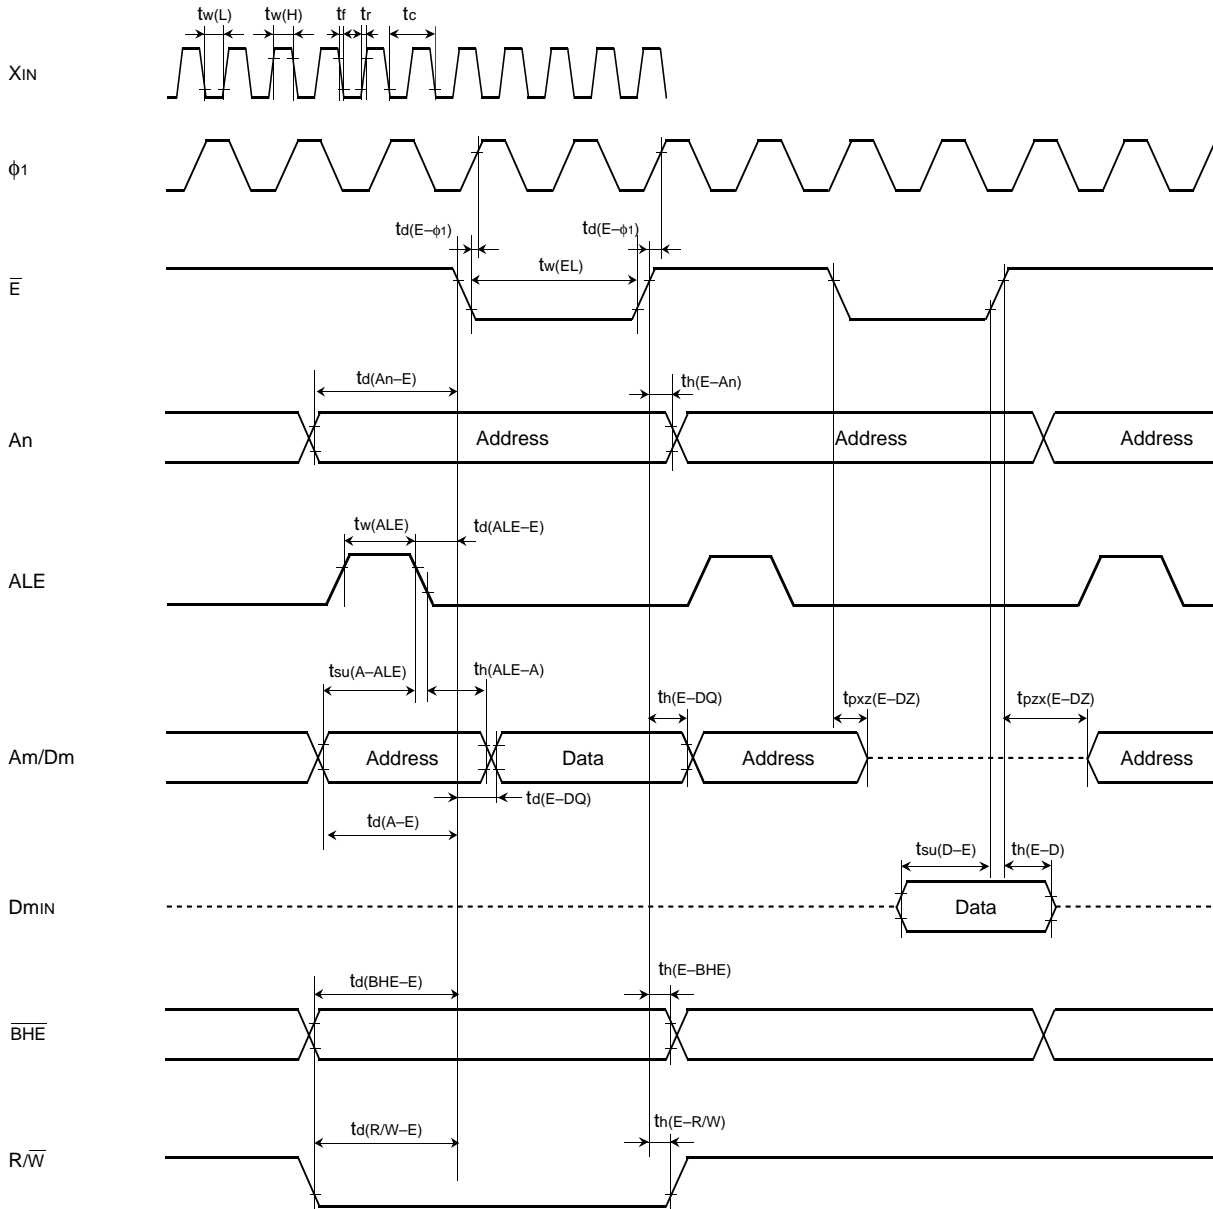 tw(L) tw(H) tf tr tc
XIN
ϕ1
td(E–ϕ1) td(E–ϕ1)
tw(EL)
E
td(An–E) th(E–An)
An Address Address Address
tw(ALE) td(ALE–E)
ALE
tsu(A–ALE) th(ALE–A) th(E–DQ) tpxz(E–DZ) tpzx(E–DZ)
Am/Dm Address Data Address Address
td(E–DQ)
td(A–E)
tsu(D–E) th(E–D)
DmIN Data
td(BHE–E) th(E–BHE)
BHE
td(R/W–E) th(E–R/W)
R/W